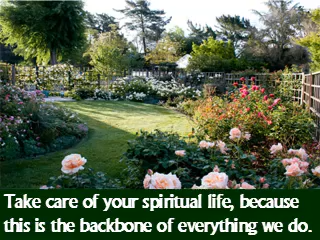 Take care of your spiritual life, because
this is the backbone of everything we do.